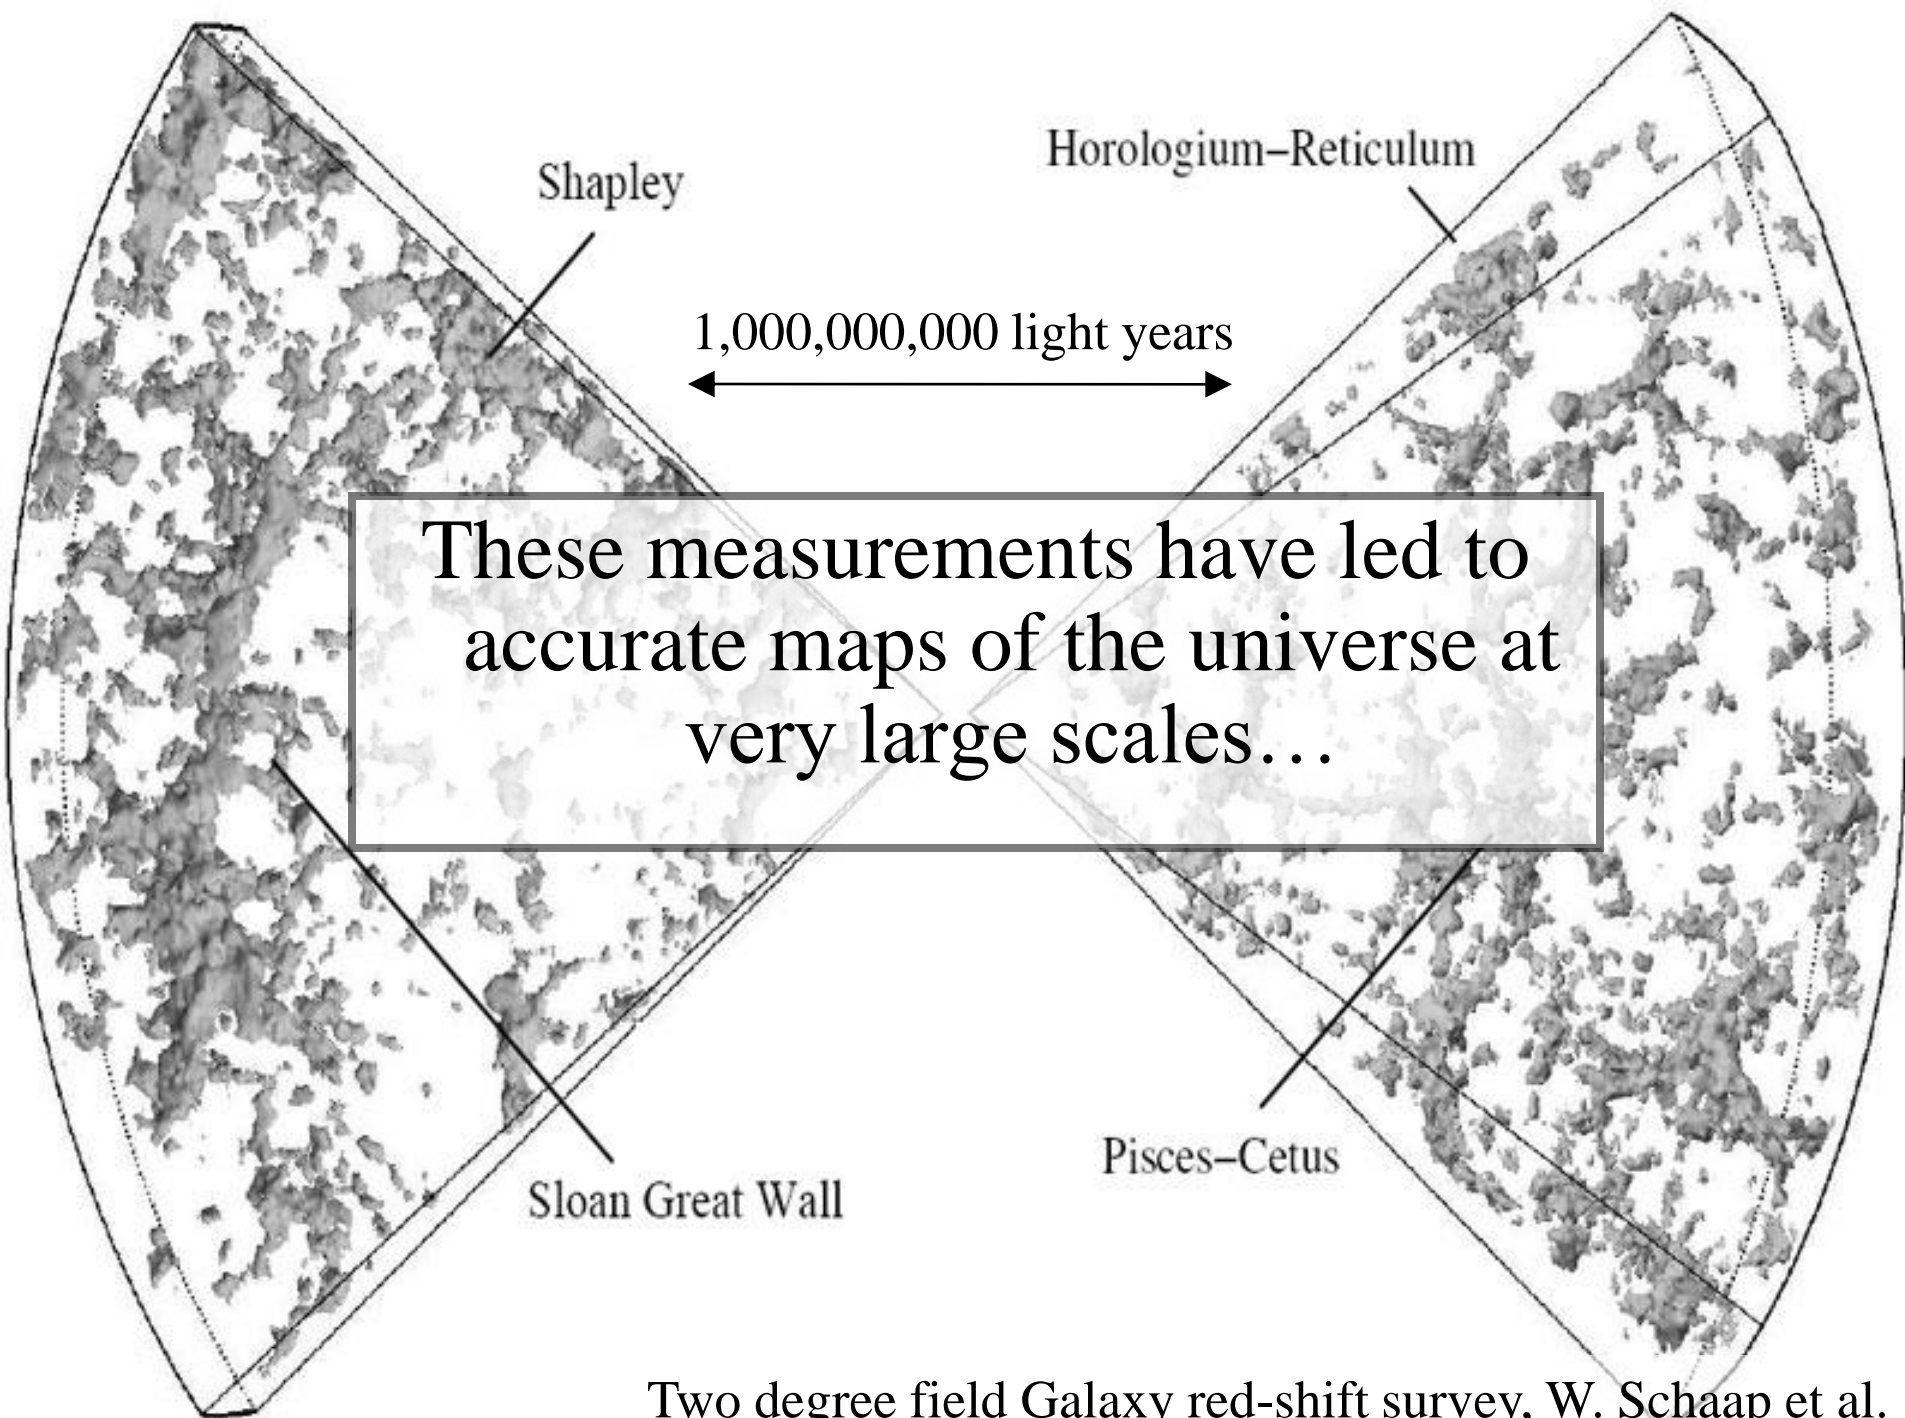 Horologium–Reticulum
Shapley
1,000,000,000 light years
These measurements have led to
accurate maps of the universe at
very large scales…
Pisces–Cetus
Sloan Great Wall
Two degree field Galaxy red-shift survey, W. Schaap et al.